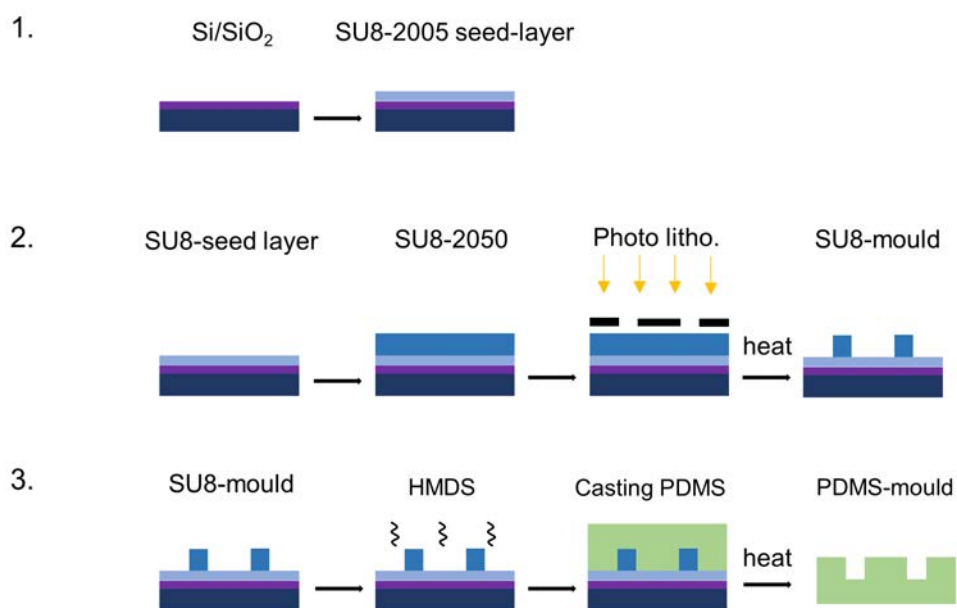 1.
Si/SiO₂
SU8-2005 seed-layer
2.
SU8-seed layer
SU8-2050
Photo litho.
SU8-mould
heat
3.
SU8-mould
HMDS
Casting PDMS
PDMS-mould
heat